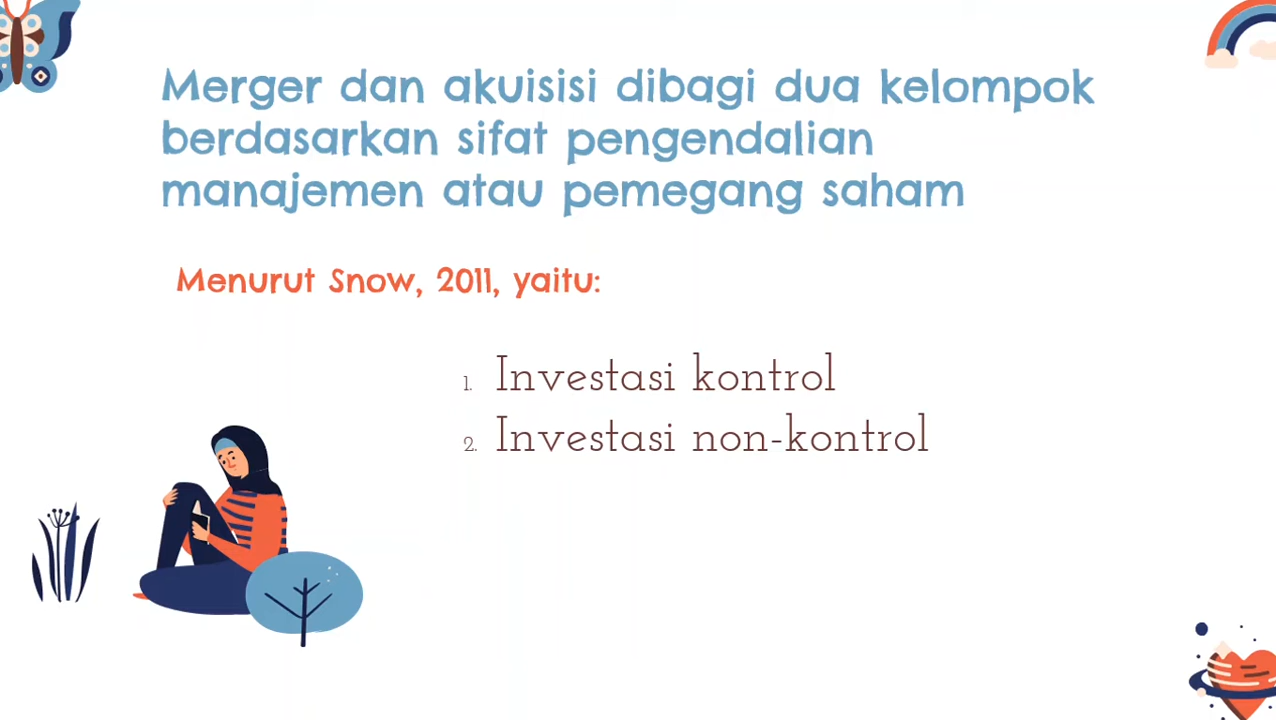 Merger dan akuisisi dibagi dua kelompok
berdasarkan sifat pengendalian
manajemen atau pemegang saham
Menurut Snow, 2011, yaitu:
1. Investasi kontrol
2. Investasi non-kontrol